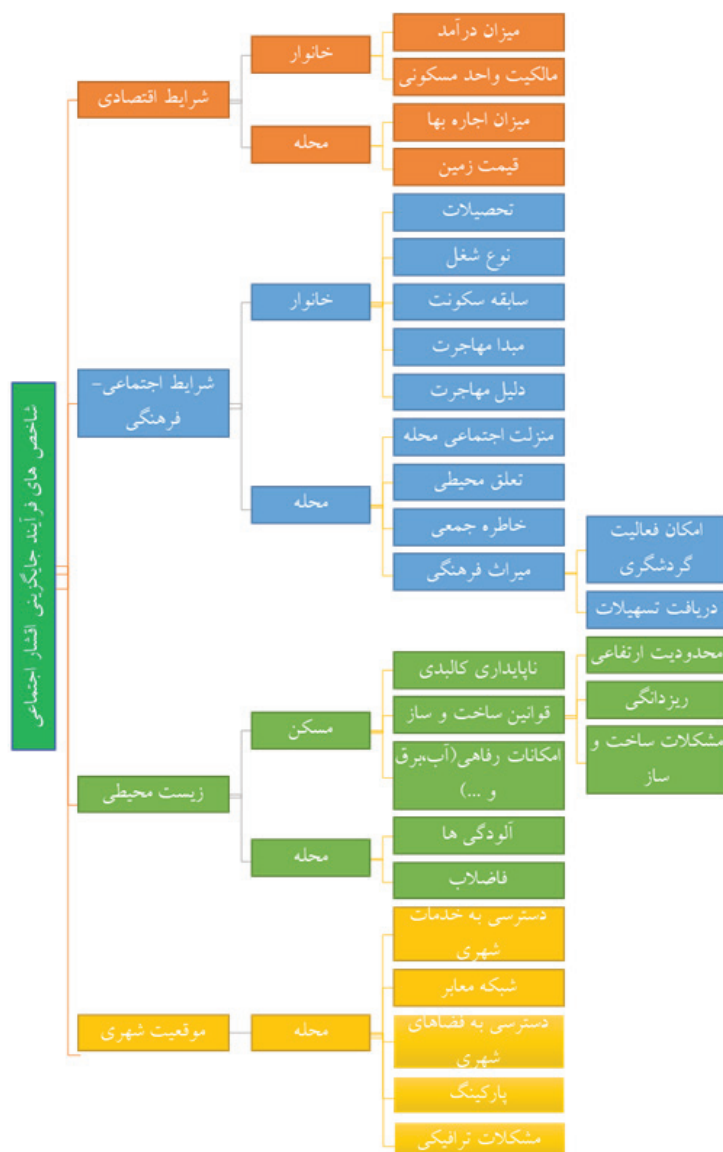 شاخص های فرآیند جایگزینی اقشار اجتماعی
شرایط اقتصادی
خانوار
میزان درآمد
مالکیت واحد مسکونی
محله
میزان اجاره بها
قیمت زمین
شرایط اجتماعی-
فرهنگی
خانوار
تحصیلات
نوع شغل
سابقه سکونت
مبدا مهاجرت
دلیل مهاجرت
محله
منزلت اجتماعی محله
تعلق محیطی
خاطره جمعی
میراث فرهنگی
امکان فعالیت
گردشگری
دریافت تسهیلات
زیست محیطی
مسکن
ناپایداری کالبدی
قوانین ساخت و ساز
محدودیت ارتفاعی
ریزدانگی
مشکلات ساخت و
ساز
امکانات رفاهی(آب،برق
و ...)
محله
آلودگی ها
فاضلاب
موقعیت شهری
محله
دسترسی به خدمات
شهری
شبکه معابر
دسترسی به فضاهای
شهری
پارکینگ
مشکلات ترافیکی